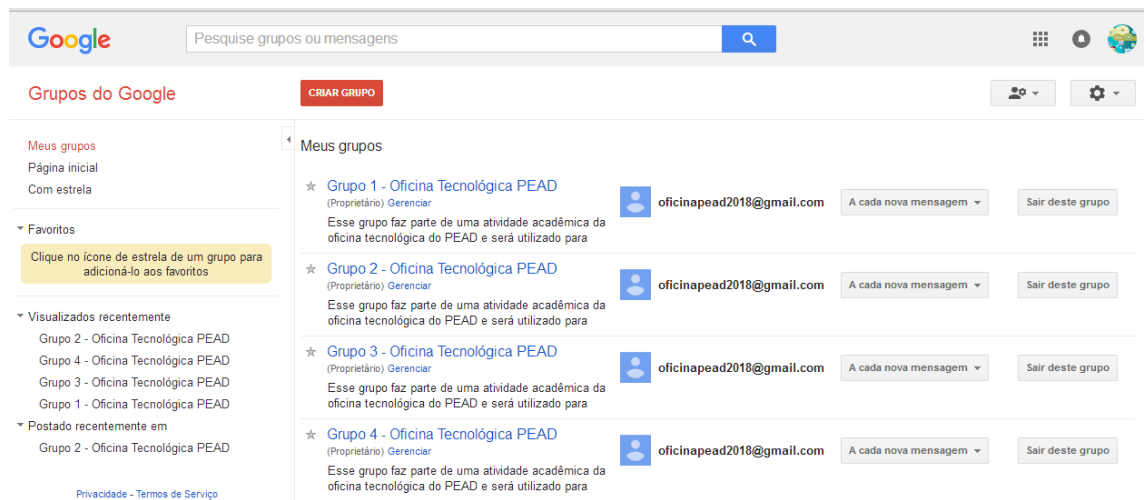 Google
Pesquise grupos ou mensagens
Grupos do Google
CRIAR GRUPO
Meus grupos
Página inicial
Com estrela
Favoritos
Clique no ícone de estrela de um grupo para
adicioná-lo aos favoritos
Visualizados recentemente
Grupo 2 - Oficina Tecnológica PEAD
Grupo 4 - Oficina Tecnológica PEAD
Grupo 3 - Oficina Tecnológica PEAD
Grupo 1 - Oficina Tecnológica PEAD
Postado recentemente em
Grupo 2 - Oficina Tecnológica PEAD
Privacidade - Termos de Serviço
Meus grupos
Grupo 1 - Oficina Tecnológica PEAD
(Proprietário) Gerenciar
Esse grupo faz parte de uma atividade acadêmica da
oficina tecnológica do PEAD e será utilizado para
oficinapead2018@gmail.com
A cada nova mensagem
Sair deste grupo
Grupo 2 - Oficina Tecnológica PEAD
(Proprietário) Gerenciar
Esse grupo faz parte de uma atividade acadêmica da
oficina tecnológica do PEAD e será utilizado para
oficinapead2018@gmail.com
A cada nova mensagem
Sair deste grupo
Grupo 3 - Oficina Tecnológica PEAD
(Proprietário) Gerenciar
Esse grupo faz parte de uma atividade acadêmica da
oficina tecnológica do PEAD e será utilizado para
oficinapead2018@gmail.com
A cada nova mensagem
Sair deste grupo
Grupo 4 - Oficina Tecnológica PEAD
(Proprietário) Gerenciar
Esse grupo faz parte de uma atividade acadêmica da
oficina tecnológica do PEAD e será utilizado para
oficinapead2018@gmail.com
A cada nova mensagem
Sair deste grupo